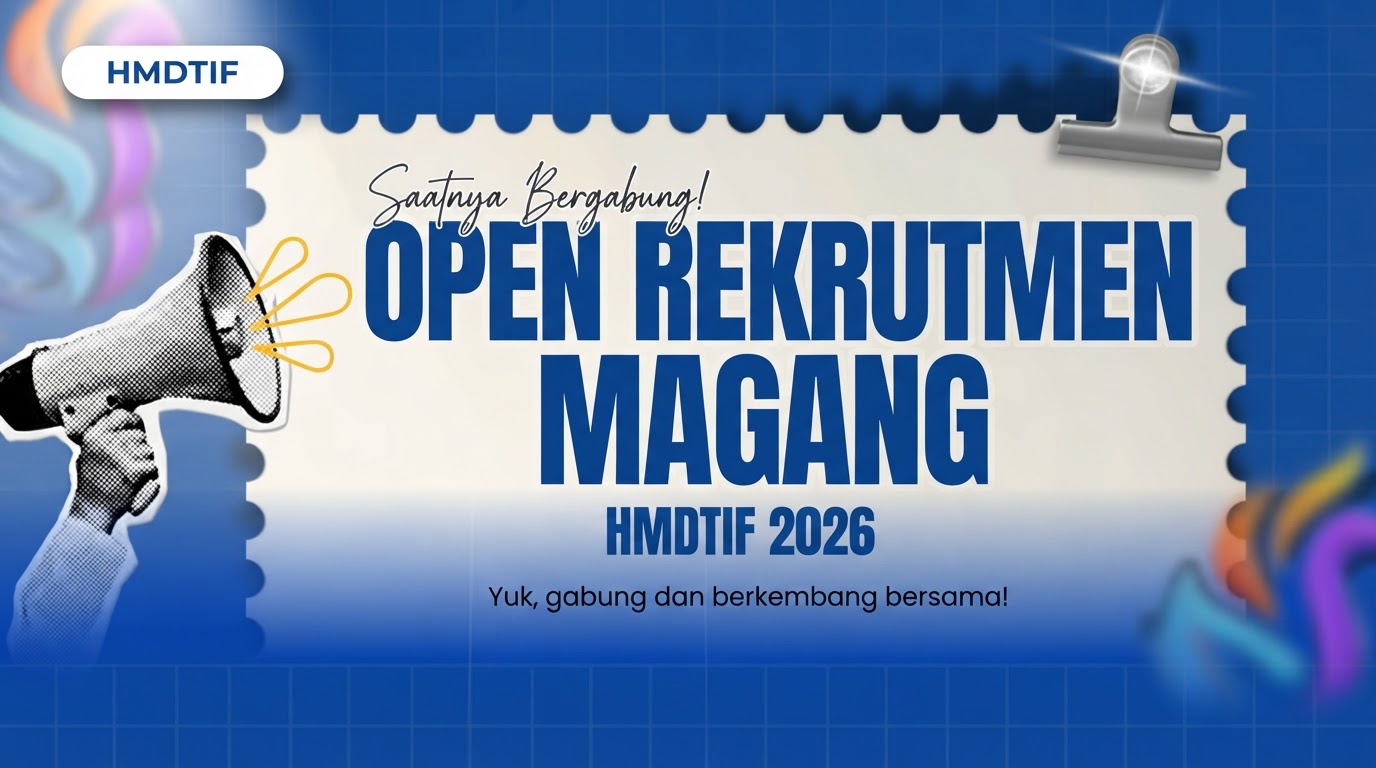 HMDTIF
Saatnya Bergabung!
OPEN REKRUTMEN
MAGANG
HMDTIF 2026
Yuk, gabung dan berkembang bersama!